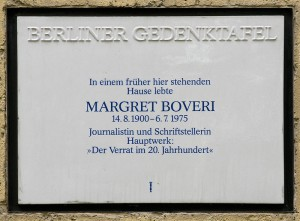 BERLINER GEDENKTAFEL
In einem früher hier stehenden
Hause lebte
MARGRET BOVERI
14. 8. 1900 – 6. 7. 1975
Journalistin und Schriftstellerin
Hauptwerk:
»Der Verrat im 20. Jahrhundert«